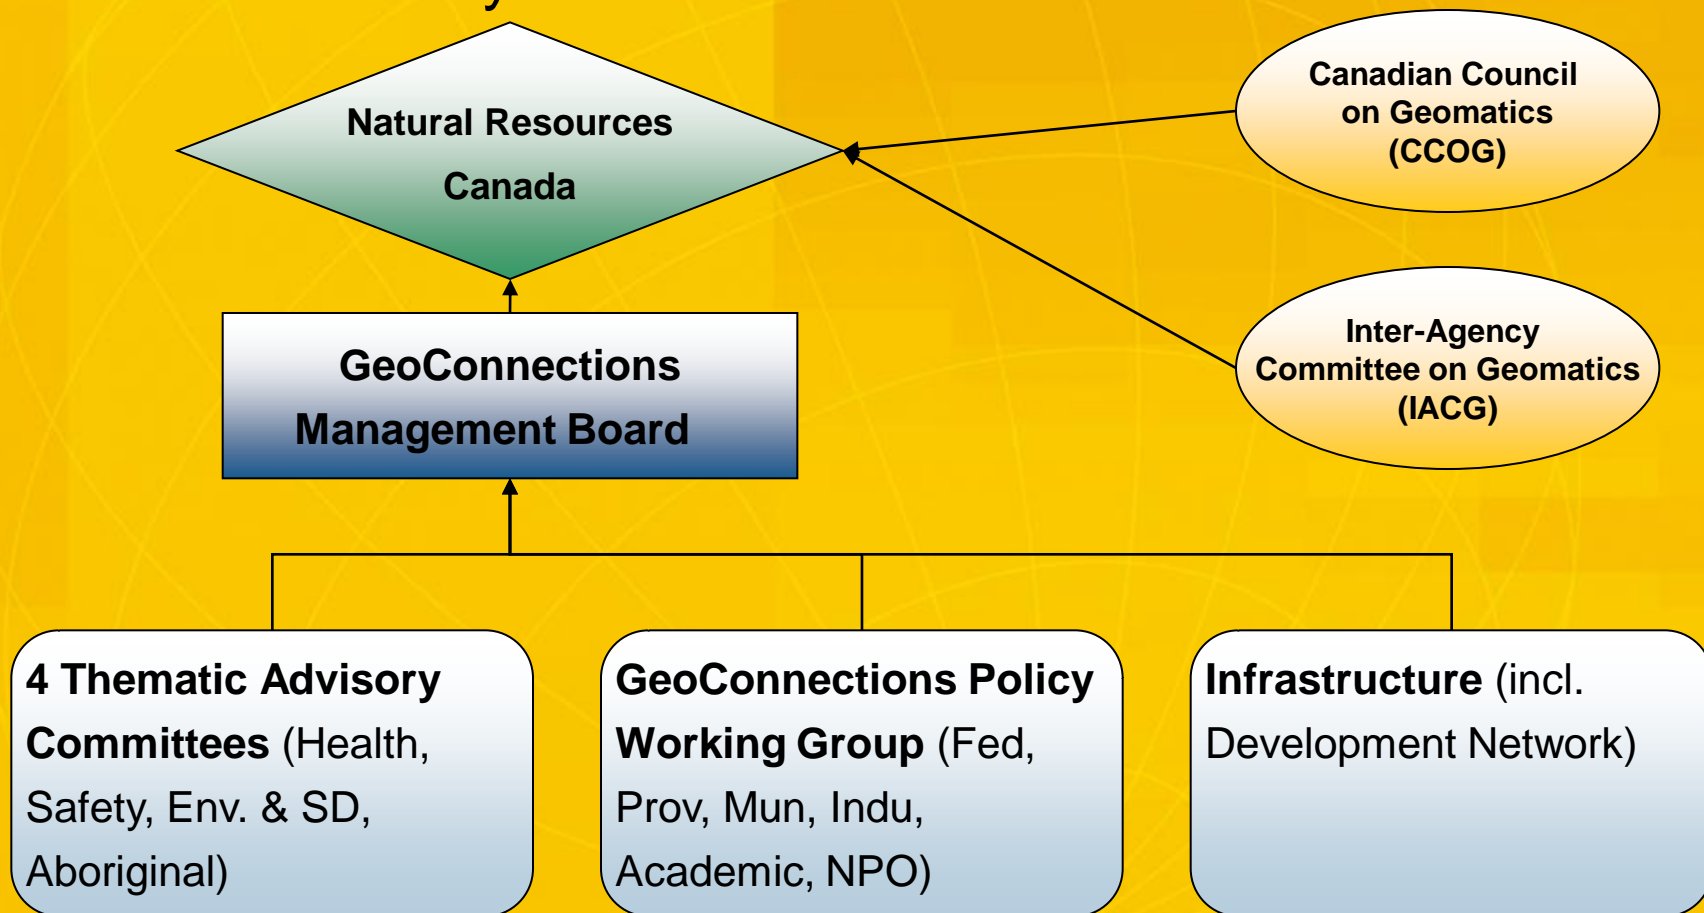 Natural Resources
Canada
Canadian Council
on Geomatics
(CCOG)
Inter-Agency
Committee on Geomatics
(IACG)
GeoConnections
Management Board
4 Thematic Advisory
Committees (Health,
Safety, Env. & SD,
Aboriginal)
GeoConnections Policy
Working Group (Fed,
Prov, Mun, Indu,
Academic, NPO)
Infrastructure (incl.
Development Network)